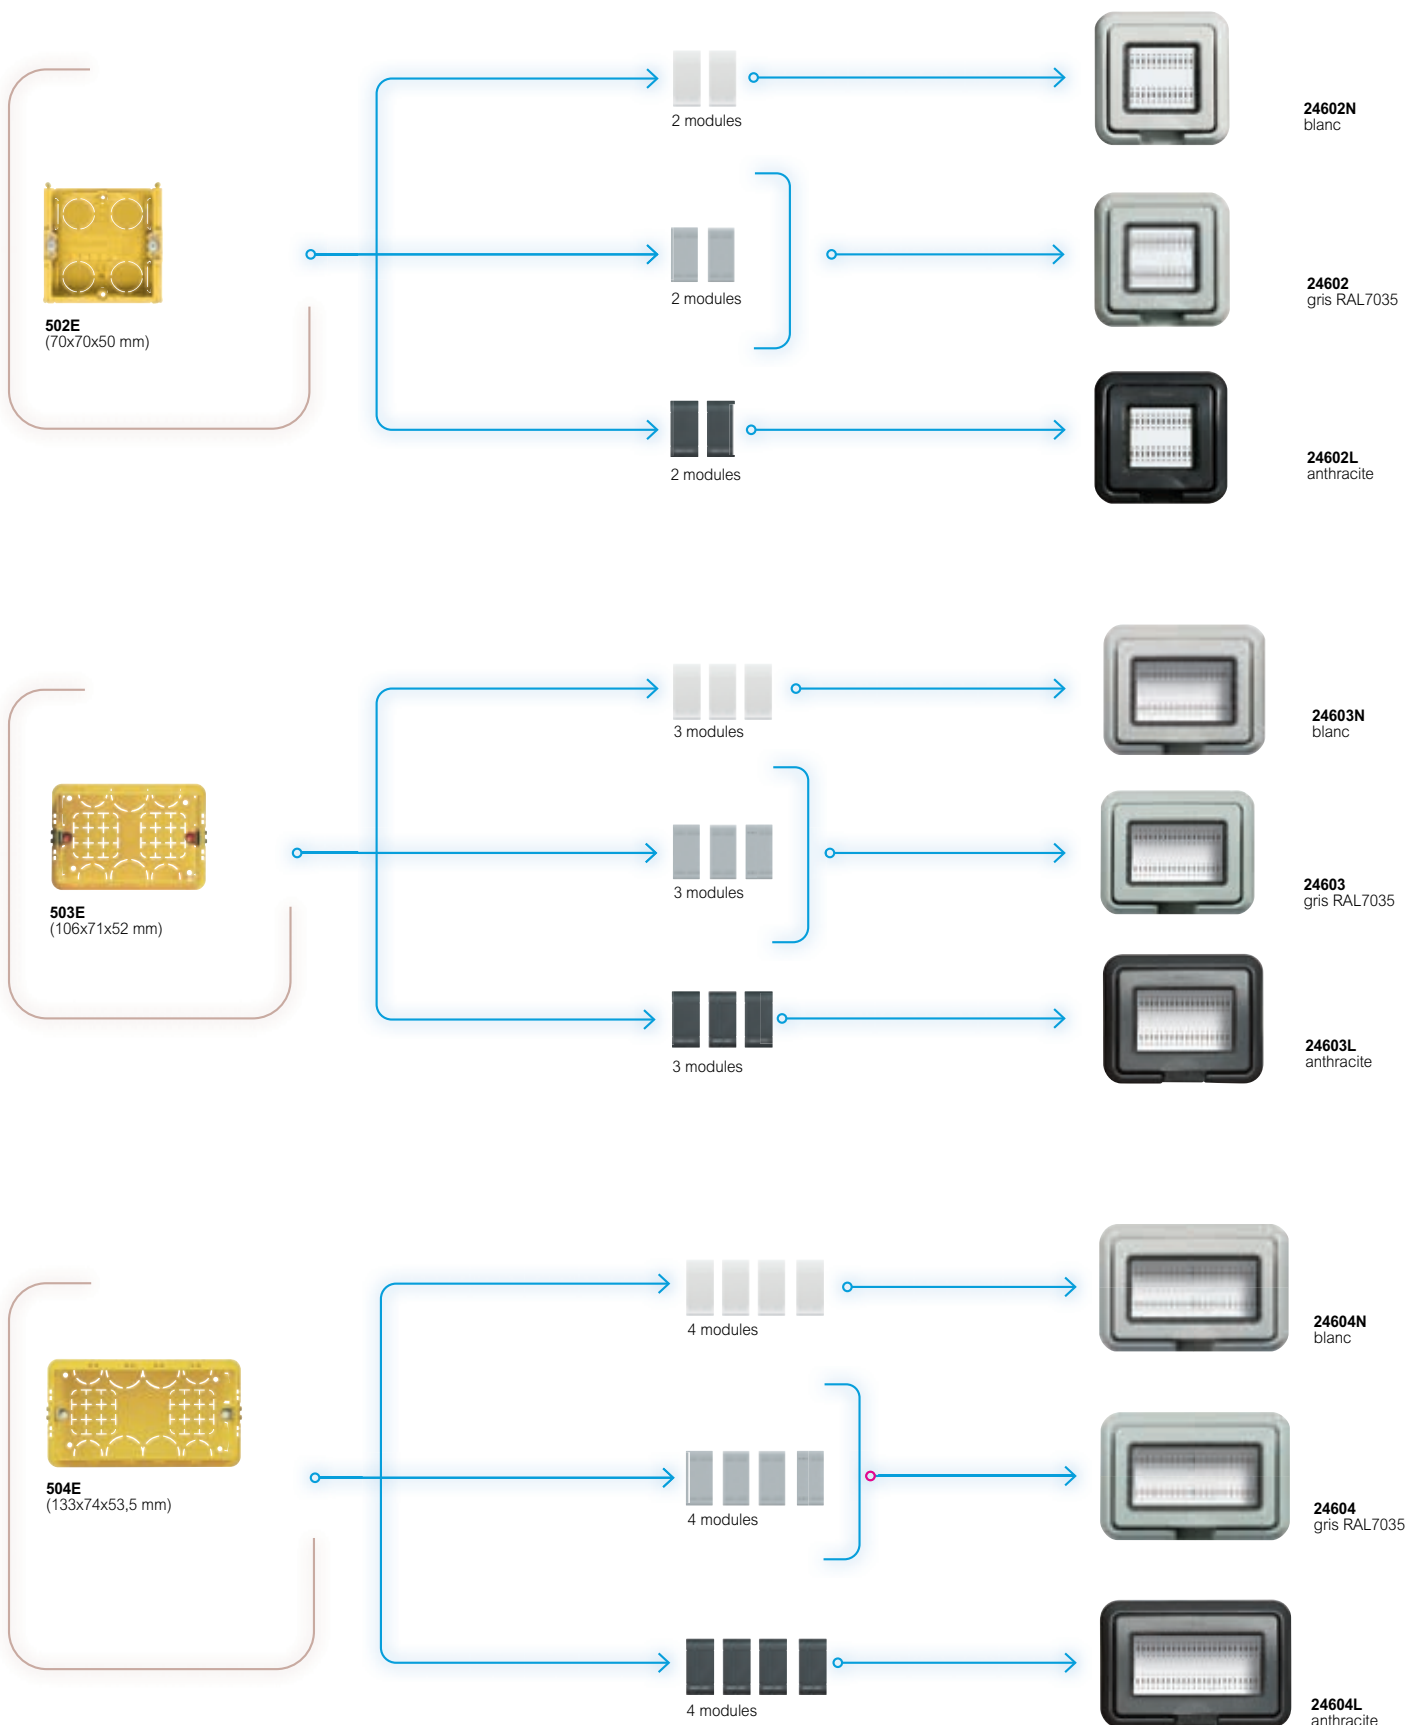 2 modules
24602N
blanc
2 modules
24602
gris RAL7035
502E
(70x70x50 mm)
2 modules
24602L
anthracite
3 modules
24603N
blanc
3 modules
24603
gris RAL7035
503E
(106x71x52 mm)
3 modules
24603L
anthracite
4 modules
24604N
blanc
504E
(133x74x53,5 mm)
4 modules
24604
gris RAL7035
4 modules
24604L
anthracite